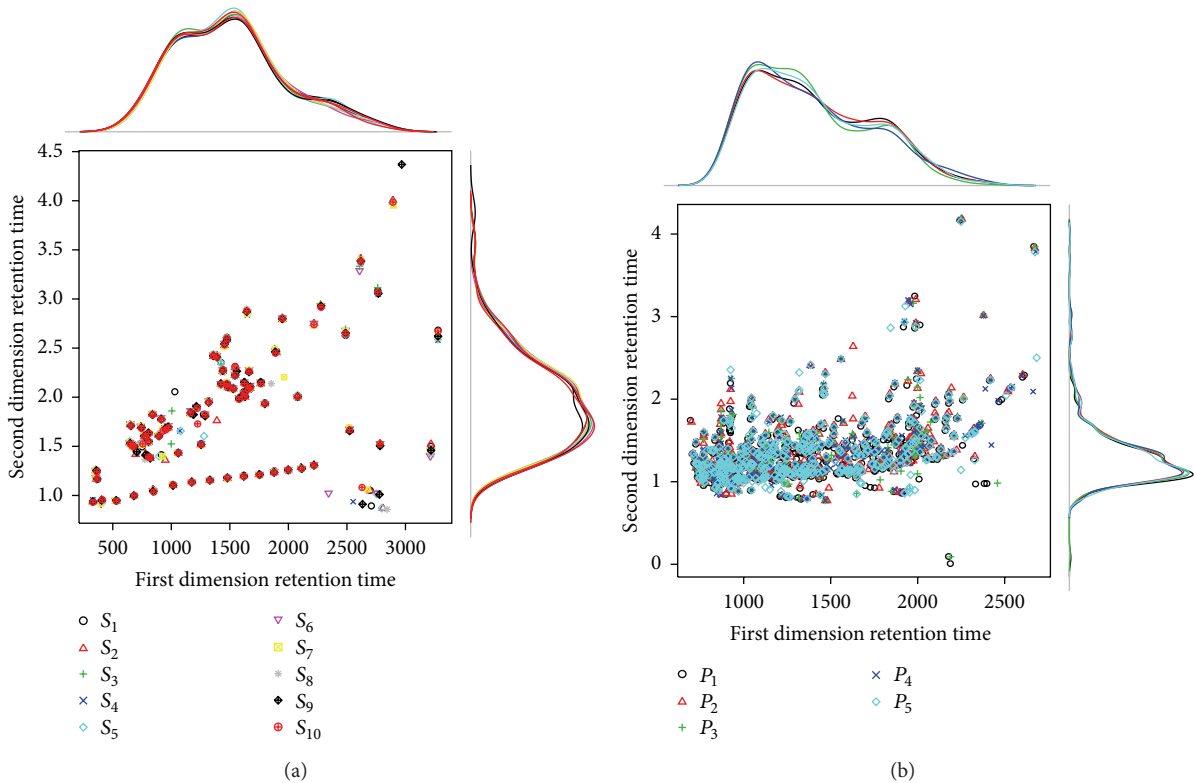 4.5
4.0
3.5
3.0
2.5
2.0
1.5
1.0
Second dimension retention time
500 1000 1500 2000 2500 3000
First dimension retention time
S1
S2
S3
S4
S5
S6
S7
S8
S9
S10
(a)
4
3
2
1
0
Second dimension retention time
1000 1500 2000 2500
First dimension retention time
P1
P2
P3
P4
P5
(b)